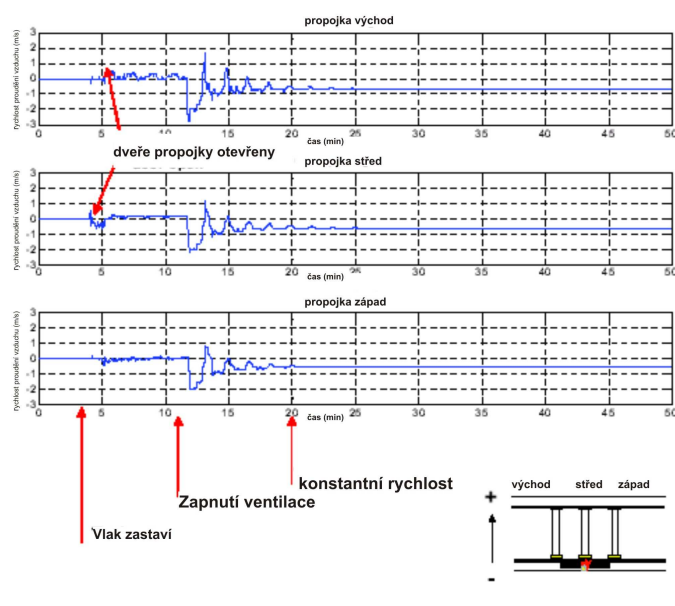 propojka východ
rychlost proudění vzduchu (m/s)
3
2
1
0
-1
-2
-3
0 5 10 15 20 25 30 35 40 45 50
čas (min)
dveře propojky otevřeny
propojka střed
rychlost proudění vzduchu (m/s)
3
2
1
0
-1
-2
-3
0 5 10 15 20 25 30 35 40 45 50
čas (min)
propojka západ
rychlost proudění vzduchu (m/s)
3
2
1
0
-1
-2
-3
0 5 10 15 20 25 30 35 40 45 50
čas (min)
konstantní rychlost
Zapnutí ventilace
Vlak zastaví
východ střed západ
+
-